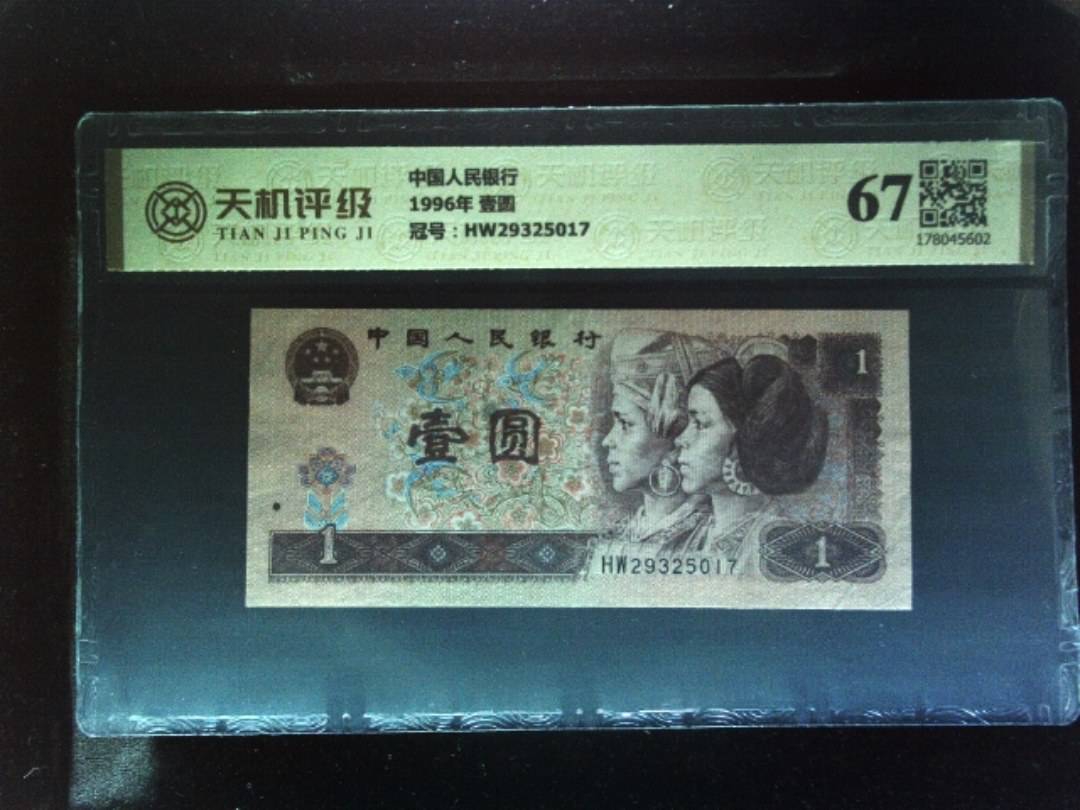 天机评级
TIAN JI PING JI
中国人民银行
1996年 壹圆
冠号：HW29325017
67
178045602
中国人民银行
1
壹圆
1
HW29325017
1